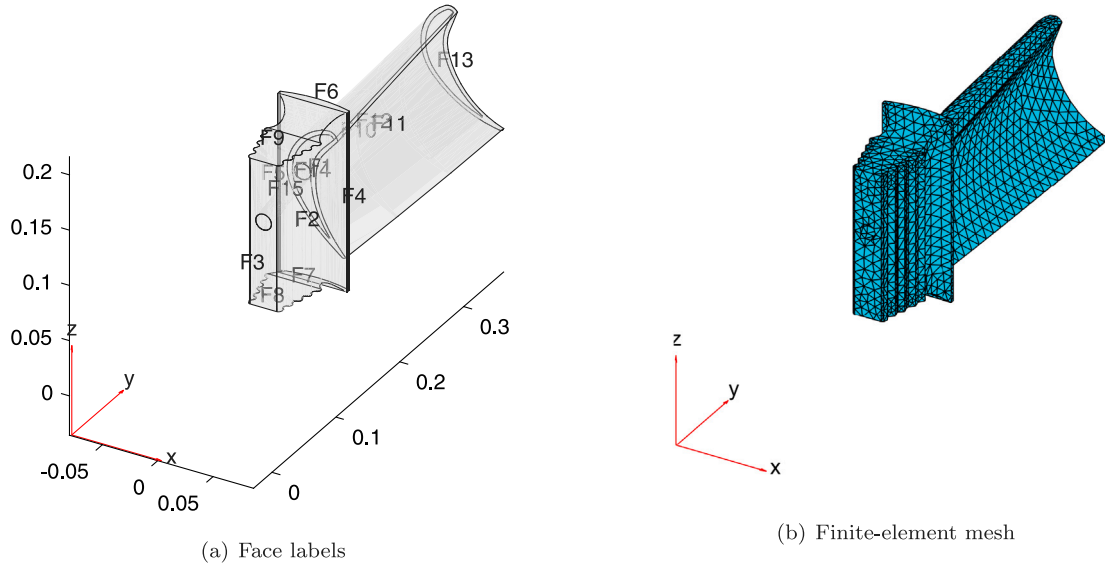 F13
F6
F12
F11
F10
F9
F1
F14
F5
F15
F4
F2
F3
F7
F8
0.2
0.15
0.1
0.05
0
z
y
x
-0.05
0
0.05
0
0.1
0.2
0.3
z
y
x
(a) Face labels
(b) Finite-element mesh